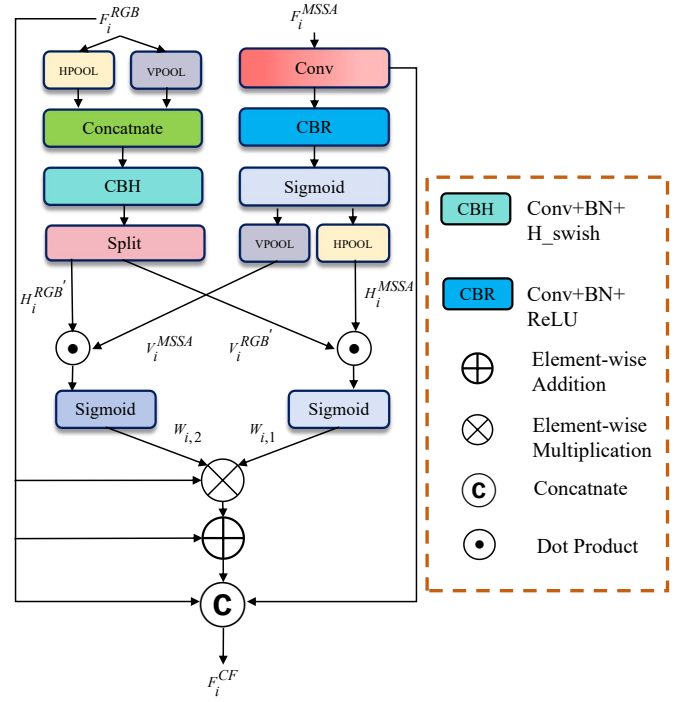 F_i^{RGB}
F_i^{MSSA}
HPOOL
VPOOL
Conv
Concatnate
CBR
CBH
Sigmoid
Split
VPOOL
HPOOL
H_i^{RGB'}
V_i^{MSSA}
V_i^{RGB'}
H_i^{MSSA}
Sigmoid
Sigmoid
W_{i,2}
W_{i,1}
C
F_i^{CF}
CBH
Conv+BN+
H_swish
CBR
Conv+BN+
ReLU
Element-wise
Addition
Element-wise
Multiplication
C
Concatnate
Dot Product